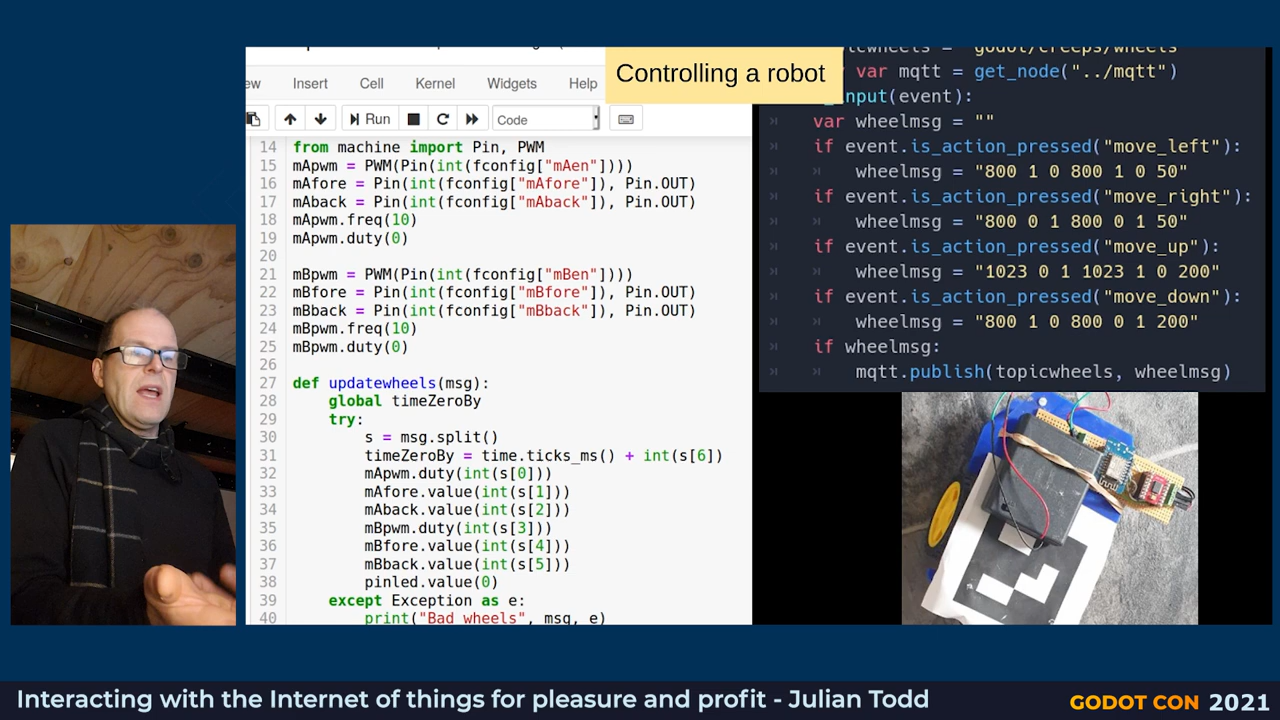 Controlling a robot
ew Insert Cell Kernel Widgets Help
Run Code
14 from machine import Pin, PWM
15 mApwm = PWM(Pin(int(fconfig["mAen"])))
16 mAfore = Pin(int(fconfig["mAfore"]), Pin.OUT)
17 mAback = Pin(int(fconfig["mAback"]), Pin.OUT)
18 mApwm.freq(10)
19 mApwm.duty(0)
20
21 mBpwm = PWM(Pin(int(fconfig["mBen"])))
22 mBfore = Pin(int(fconfig["mBfore"]), Pin.OUT)
23 mBback = Pin(int(fconfig["mBback"]), Pin.OUT)
24 mBpwm.freq(10)
25 mBpwm.duty(0)
26
27 def updatewheels(msg):
28 global timeZeroBy
29 try:
30 s = msg.split()
31 timeZeroBy = time.ticks_ms() + int(s[6])
32 mApwm.duty(int(s[0]))
33 mAfore.value(int(s[1]))
34 mAback.value(int(s[2]))
35 mBpwm.duty(int(s[3]))
36 mBfore.value(int(s[4]))
37 mBback.value(int(s[5]))
38 pinled.value(0)
39 except Exception as e:
40 print("Bad wheels", msg, e)
icwheels = "godot/creeps/wheels"
var mqtt = get_node("../mqtt")
_input(event):
var wheelmsg = ""
if event.is_action_pressed("move_left"):
wheelmsg = "800 1 0 800 1 0 50"
if event.is_action_pressed("move_right"):
wheelmsg = "800 0 1 800 0 1 50"
if event.is_action_pressed("move_up"):
wheelmsg = "1023 0 1 1023 1 0 200"
if event.is_action_pressed("move_down"):
wheelmsg = "800 1 0 800 0 1 200"
if wheelmsg:
mqtt.publish(topicwheels, wheelmsg)
Interacting with the Internet of things for pleasure and profit - Julian Todd
GODOT CON 2021